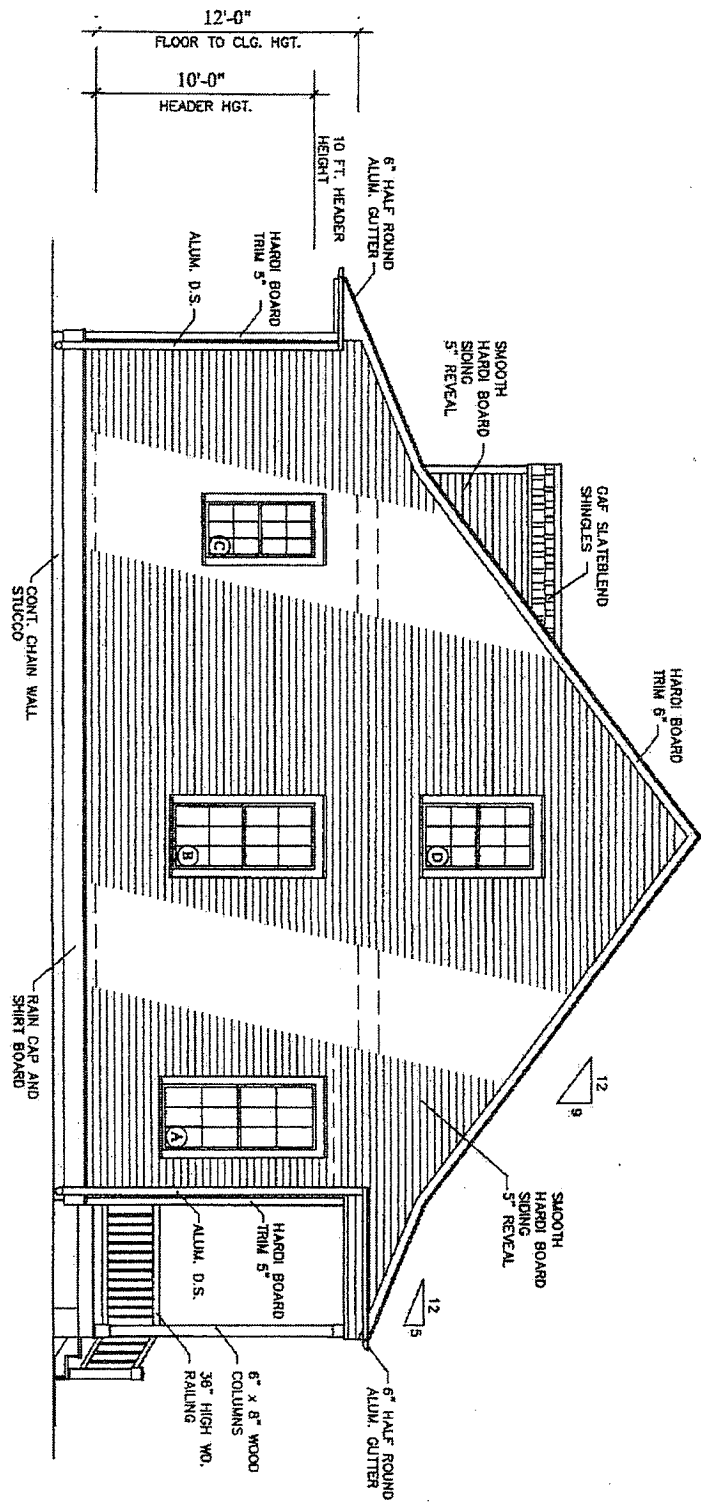 12'-0"
FLOOR TO CLG. HGT.
10'-0"
HEADER HGT.
10 FT. HEADER
HEIGHT
6" HALF ROUND
ALUM. GUTTER
HARDI BOARD
TRIM 5"
ALUM. D.S.
SMOOTH
HARDI BOARD
SIDING
5" REVEAL
GAF SLATEBLEND
SHINGLES
HARDI BOARD
TRIM 6"
C
CONT. CHAIN WALL
STUCCO
B
D
RAIN CAP AND
SHIRT BOARD
12
9
A
SMOOTH
HARDI BOARD
SIDING
5" REVEAL
HARDI BOARD
TRIM 5"
ALUM. D.S.
12
5
6" x 8" WOOD
COLUMNS
36" HIGH WD.
RAILING
6" HALF ROUND
ALUM. GUTTER